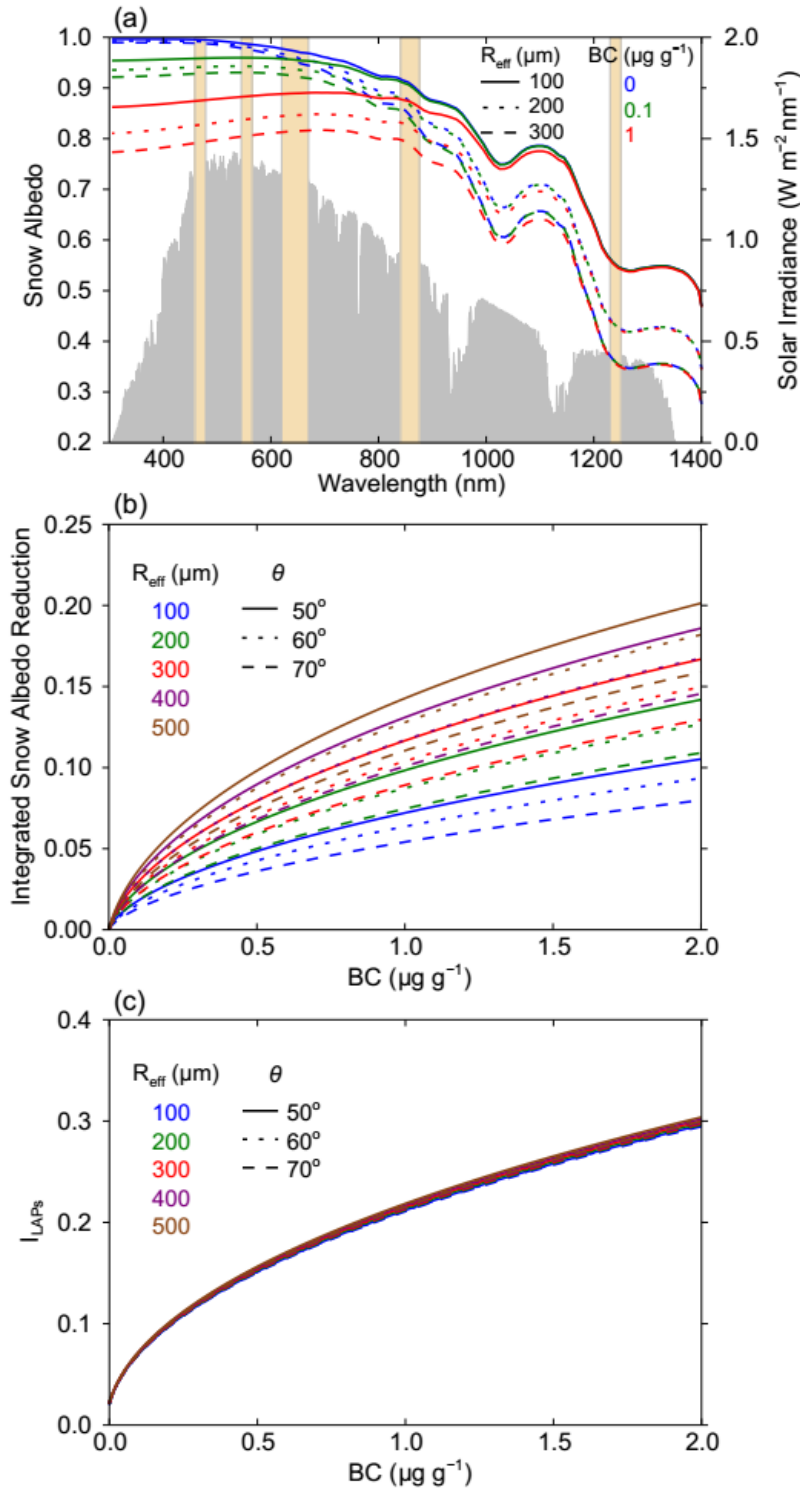 (a)
Snow Albedo
1.0
0.9
0.8
0.7
0.6
0.5
0.4
0.3
0.2
R_eff (μm) BC (μg g⁻¹)
100 0
200 0.1
300 1
2.0
1.5
1.0
0.5
0.0
Solar Irradiance (W m⁻² nm⁻¹)
400 600 800 1000 1200 1400
Wavelength (nm)
(b)
Integrated Snow Albedo Reduction
0.25
0.20
0.15
0.10
0.05
0.00
R_eff (μm) θ
100 50°
200 60°
300 70°
400
500
0.0 0.5 1.0 1.5 2.0
BC (μg g⁻¹)
(c)
I_LAPs
0.4
0.3
0.2
0.1
0.0
R_eff (μm) θ
100 50°
200 60°
300 70°
400
500
0.0 0.5 1.0 1.5 2.0
BC (μg g⁻¹)